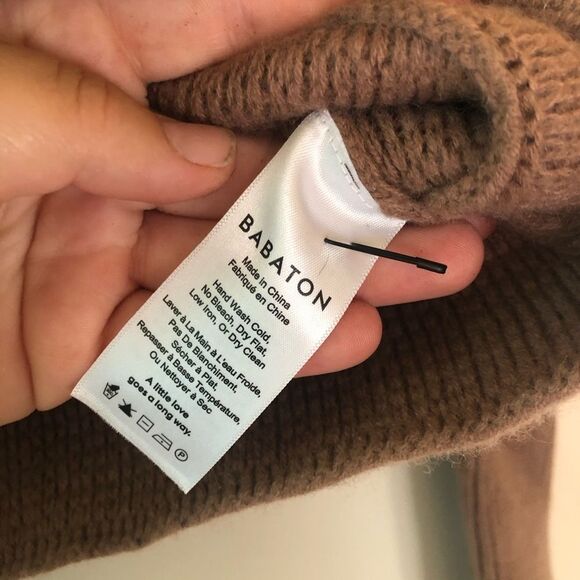 BABATON
Made in China
Fabriqué en Chine
Hand Wash Cold,
No Bleach, Dry Flat,
Low Iron, Or Dry Clean
Laver à La Main à L'eau Froide,
Pas De Blanchiment,
Sécher à Plat,
Repasser à Basse Température,
Ou Nettoyer à Sec
A little love
goes a long way.
P